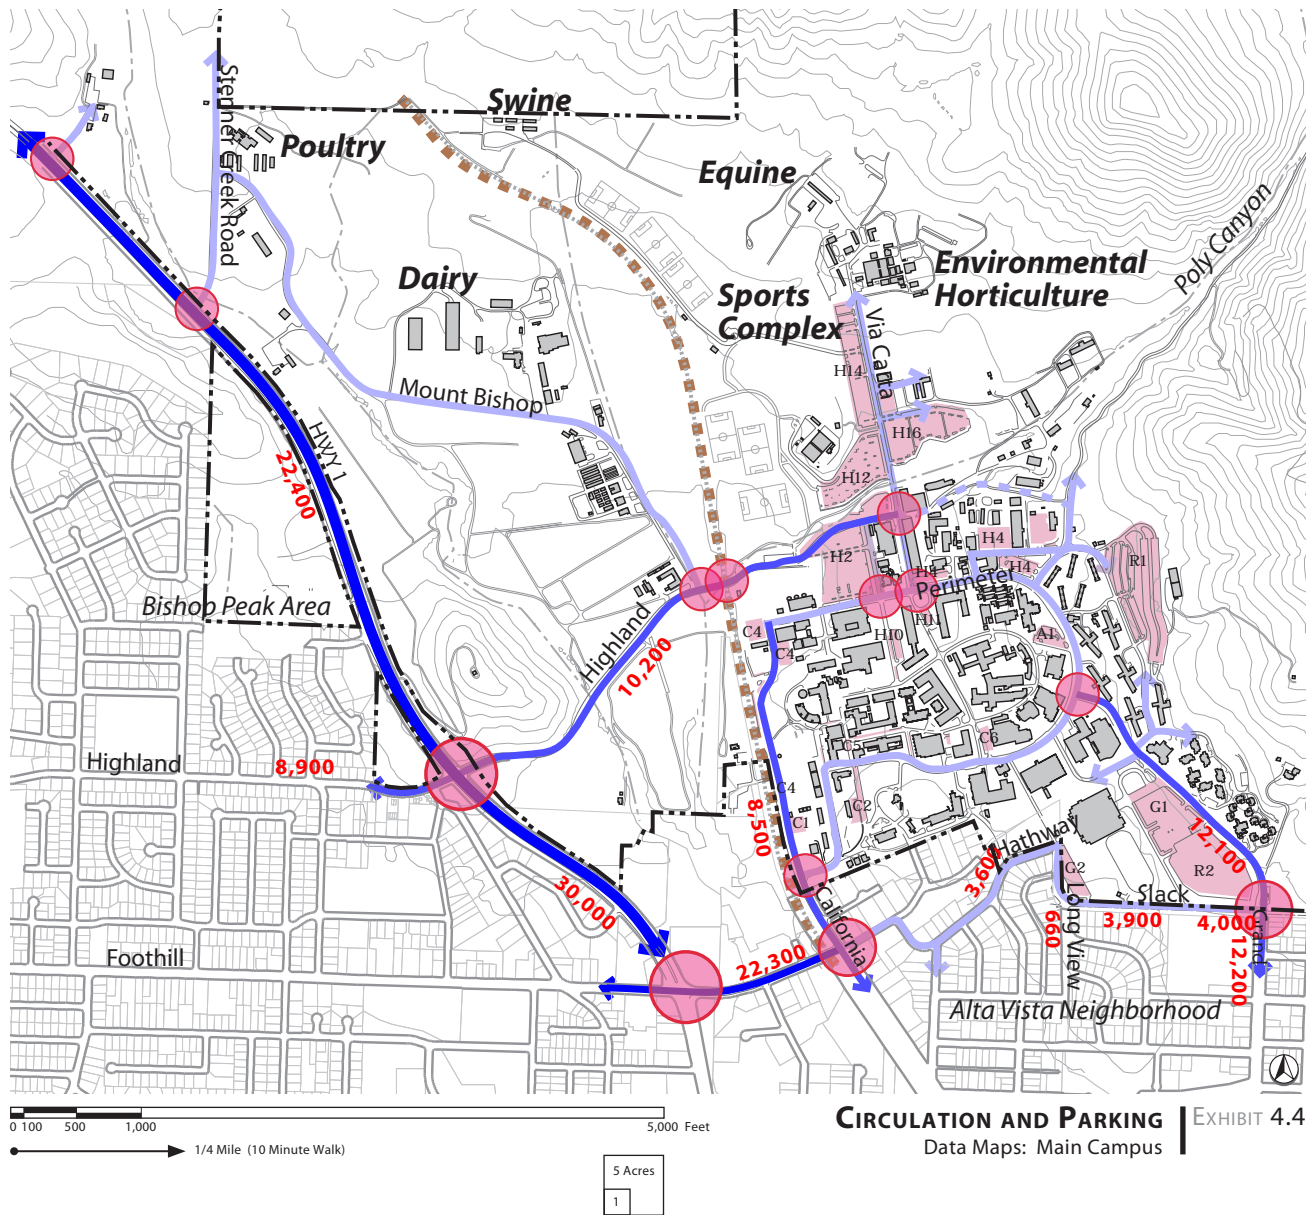 Stenner Creek Road
Swine
Poultry
Equine
Poly Canyon
Environmental
Horticulture
Dairy
Sports
Complex
Via Carta
H14
Mount Bishop
H16
HWY 1
22,400
H12
H4
H2
H4
R1
H4
Perimeter
Bishop Peak Area
Highland
10,200
C4
H10
H11
A1
C4
C5
C6
Highland
8,900
C4
8,500
C1
C2
G1
12,100
Hathway
3,600
G2
R2
30,000
California
Slack
Long View
660
3,900
4,000
Grand
12,200
Foothill
22,300
Alta Vista Neighborhood
0 100 500 1,000 5,000 Feet
1/4 Mile (10 Minute Walk)
5 Acres
1
Circulation and Parking
Exhibit 4.4
Data Maps: Main Campus